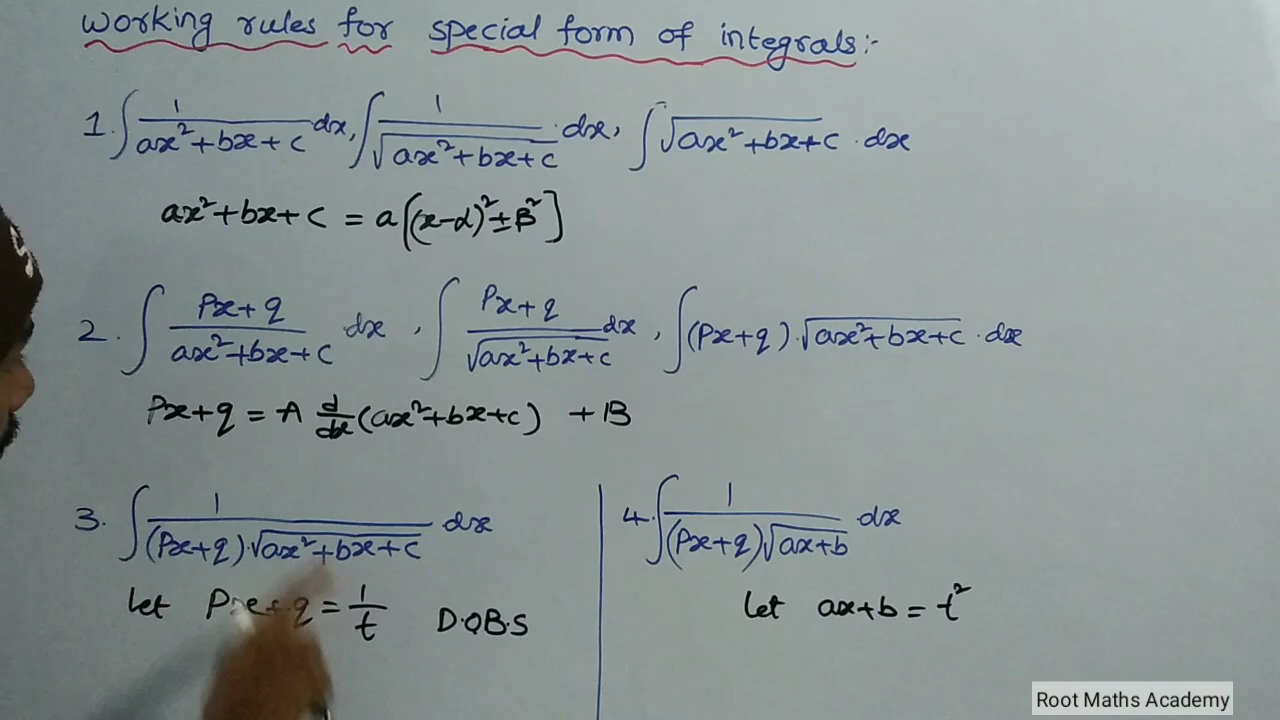 Working rules for special form of integrals:-
1. ∫ 1/(ax²+bx+c) dx, ∫ 1/√(ax²+bx+c) · dx, ∫ √(ax²+bx+c) · dx
ax²+bx+c = a[(x-α)² ± β²]
2. ∫ (Px+q)/(ax²+bx+c) dx, ∫ (Px+q)/√(ax²+bx+c) dx, ∫ (Px+q) · √(ax²+bx+c) · dx
Px+q = A d/dx (ax²+bx+c) + B
3. ∫ 1/((Px+q) · √(ax²+bx+c)) dx
let Px+q = 1/t D.O.B.S
4. ∫ 1/((Px+q)√(ax+b)) dx
let ax+b = t²
Root Maths Academy